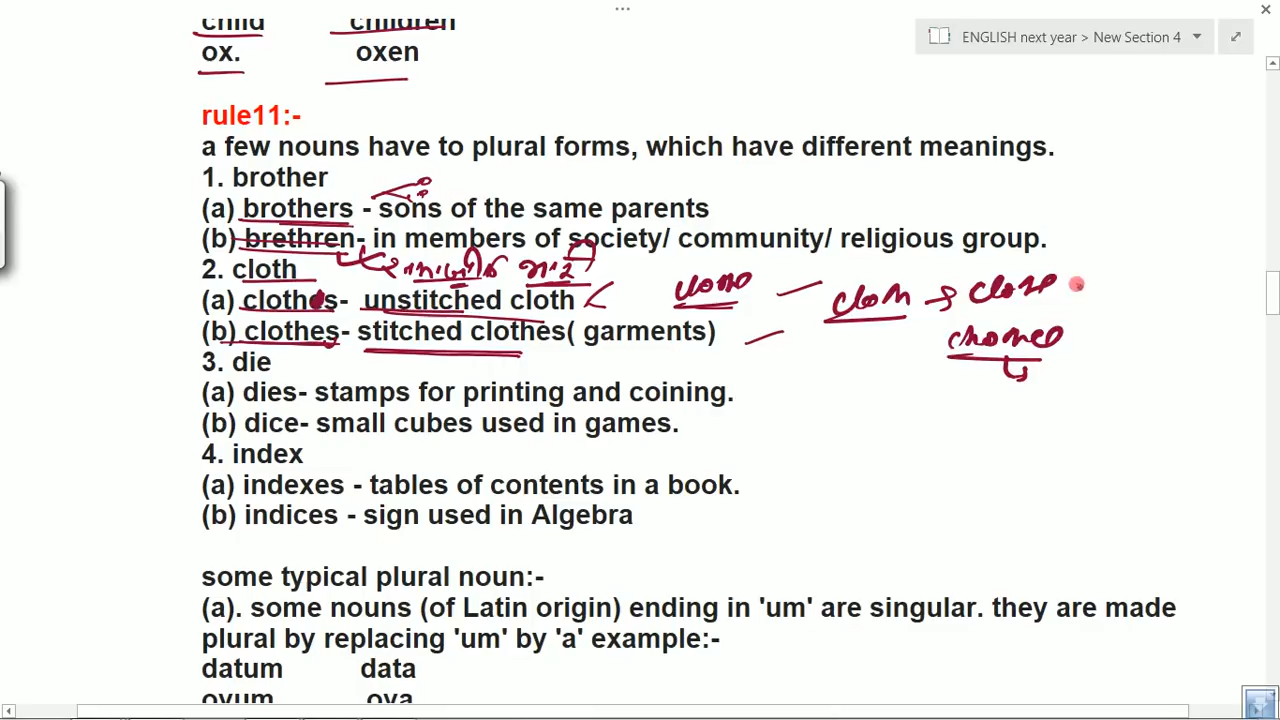 ENGLISH next year > New Section 4
child children
ox. oxen
rule11:-
a few nouns have to plural forms, which have different meanings.
1. brother
(a) brothers - sons of the same parents
(b) brethren- in members of society/ community/ religious group.
2. cloth
(a) clothes- unstitched cloth
(b) clothes- stitched clothes( garments)
3. die
(a) dies- stamps for printing and coining.
(b) dice- small cubes used in games.
4. index
(a) indexes - tables of contents in a book.
(b) indices - sign used in Algebra
some typical plural noun:-
(a). some nouns (of Latin origin) ending in 'um' are singular. they are made
plural by replacing 'um' by 'a' example:-
datum data
ovum ova